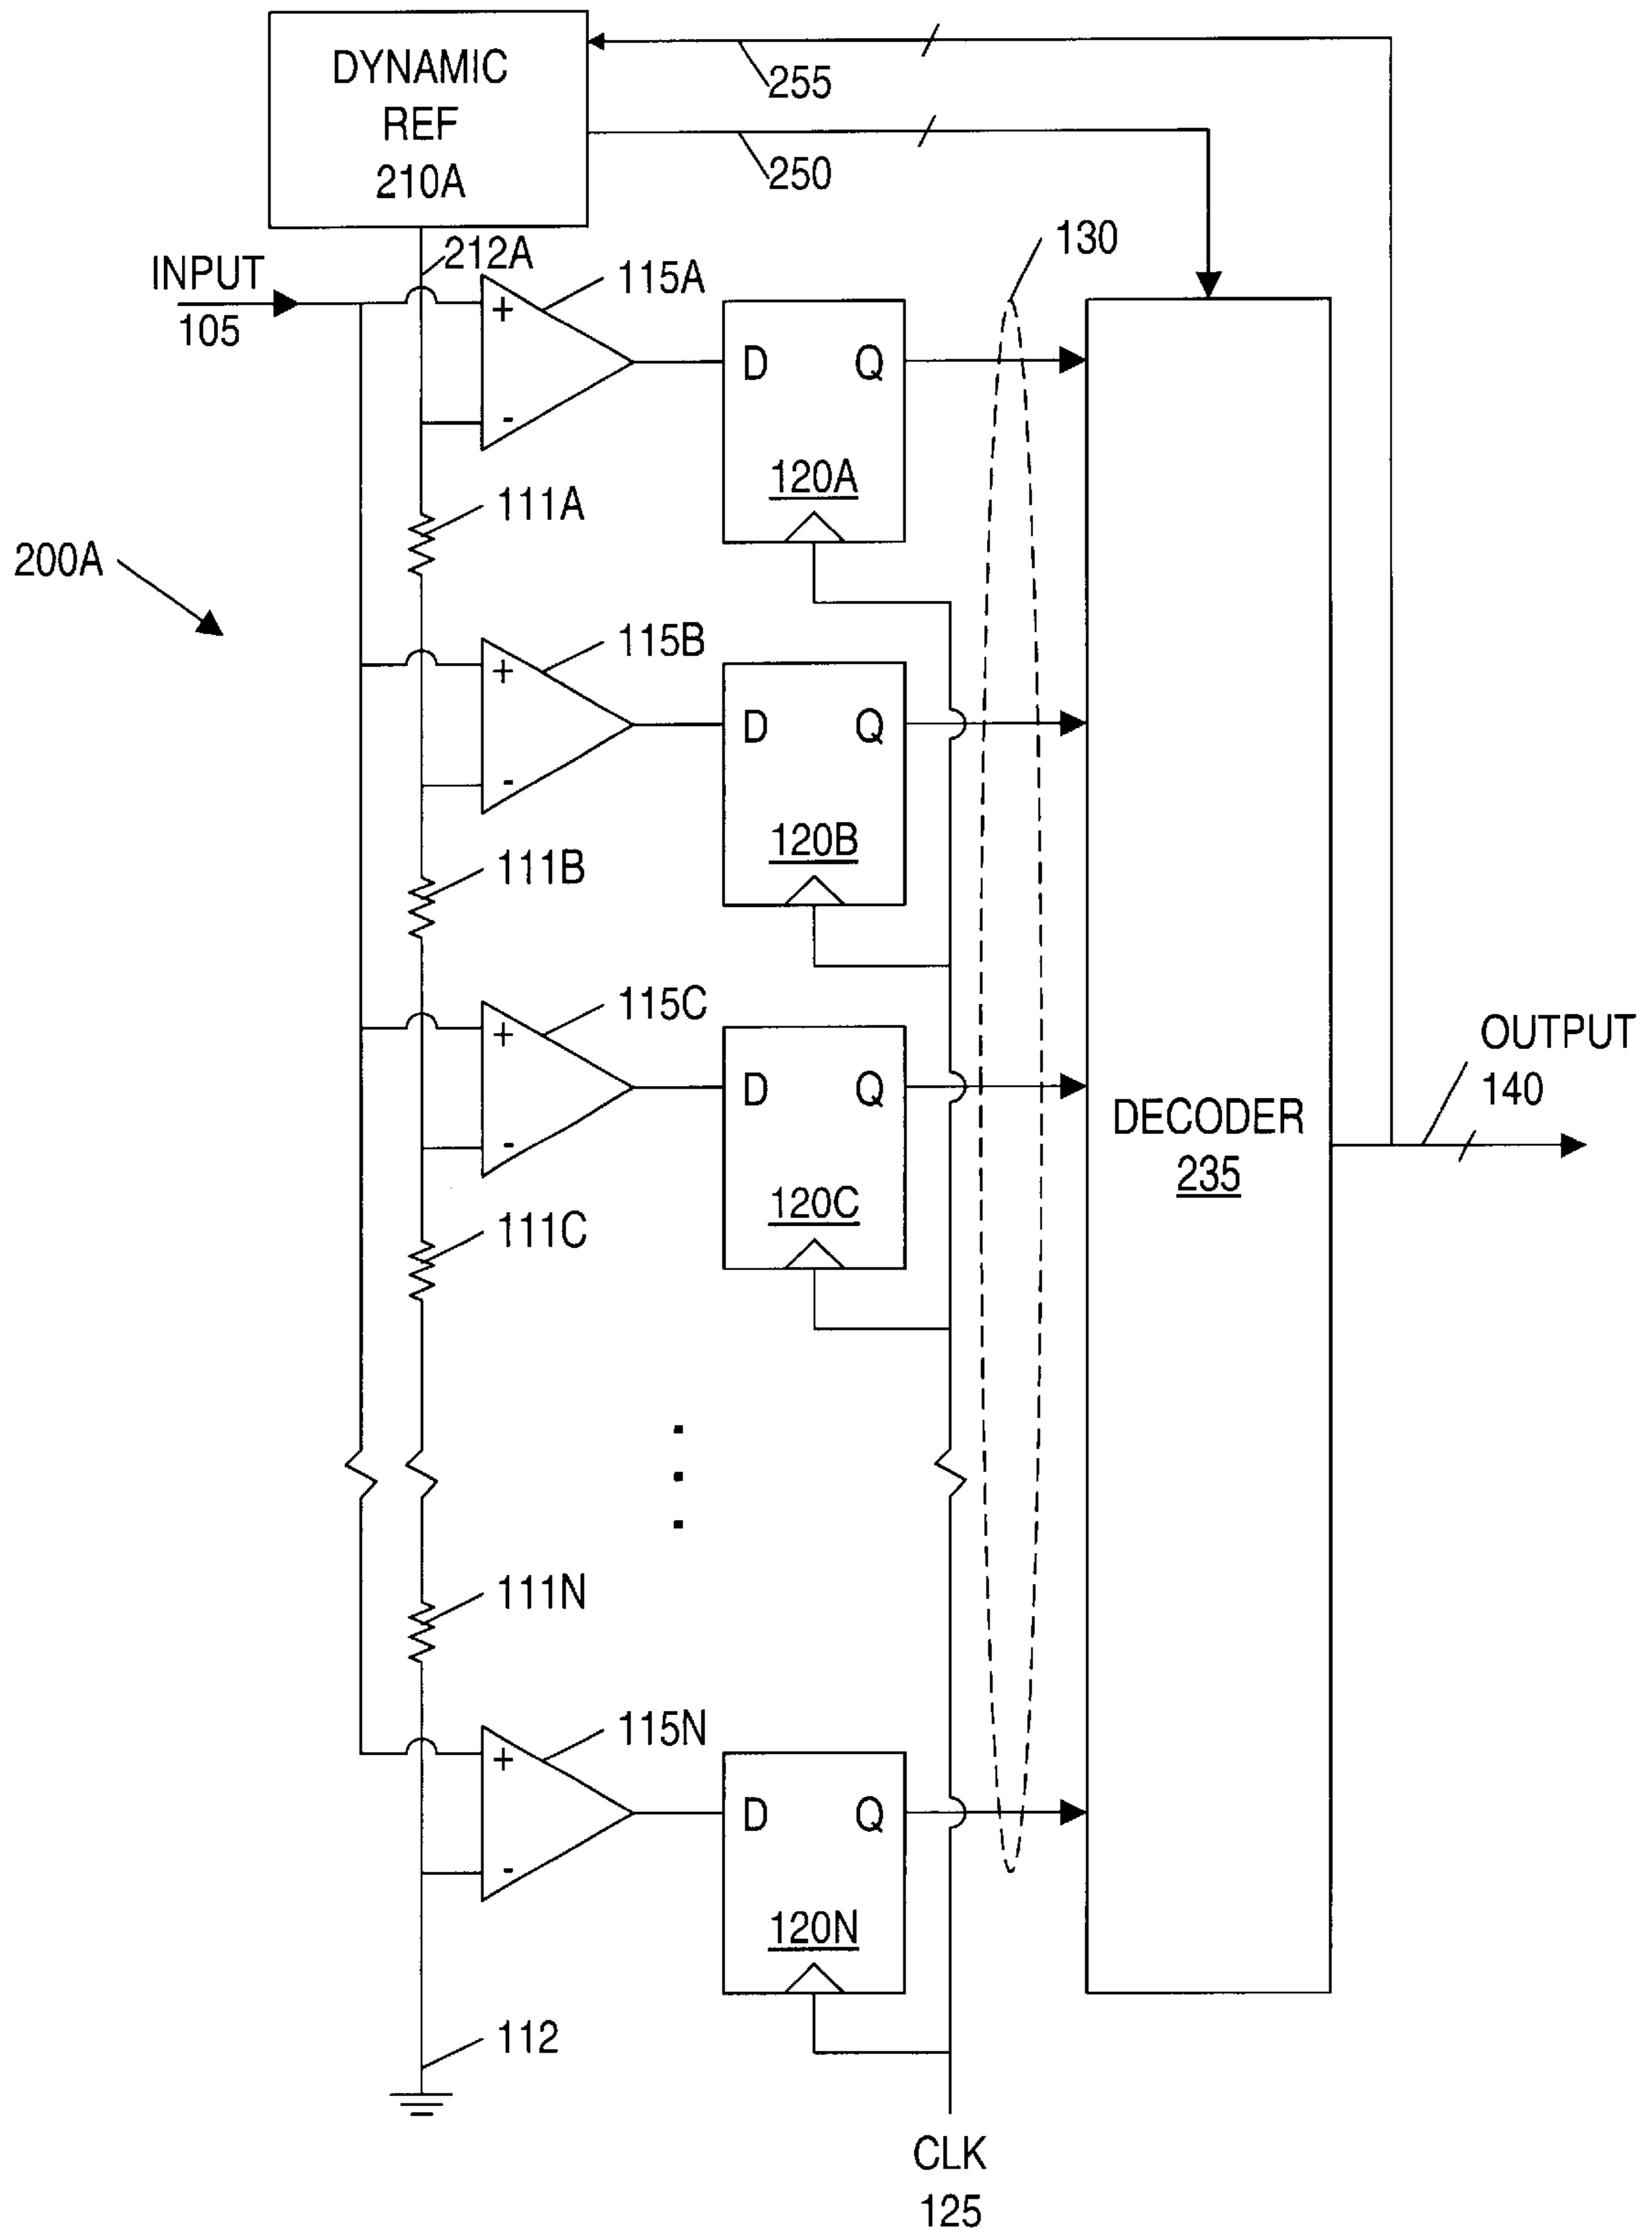 DYNAMIC
REF
210A
255
250
130
212A
INPUT
105
115A
+
-
D Q
120A
111A
200A
115B
+
-
D Q
120B
111B
115C
+
-
D Q
120C
111C
OUTPUT
140
DECODER
235
111N
115N
+
-
D Q
120N
112
CLK
125